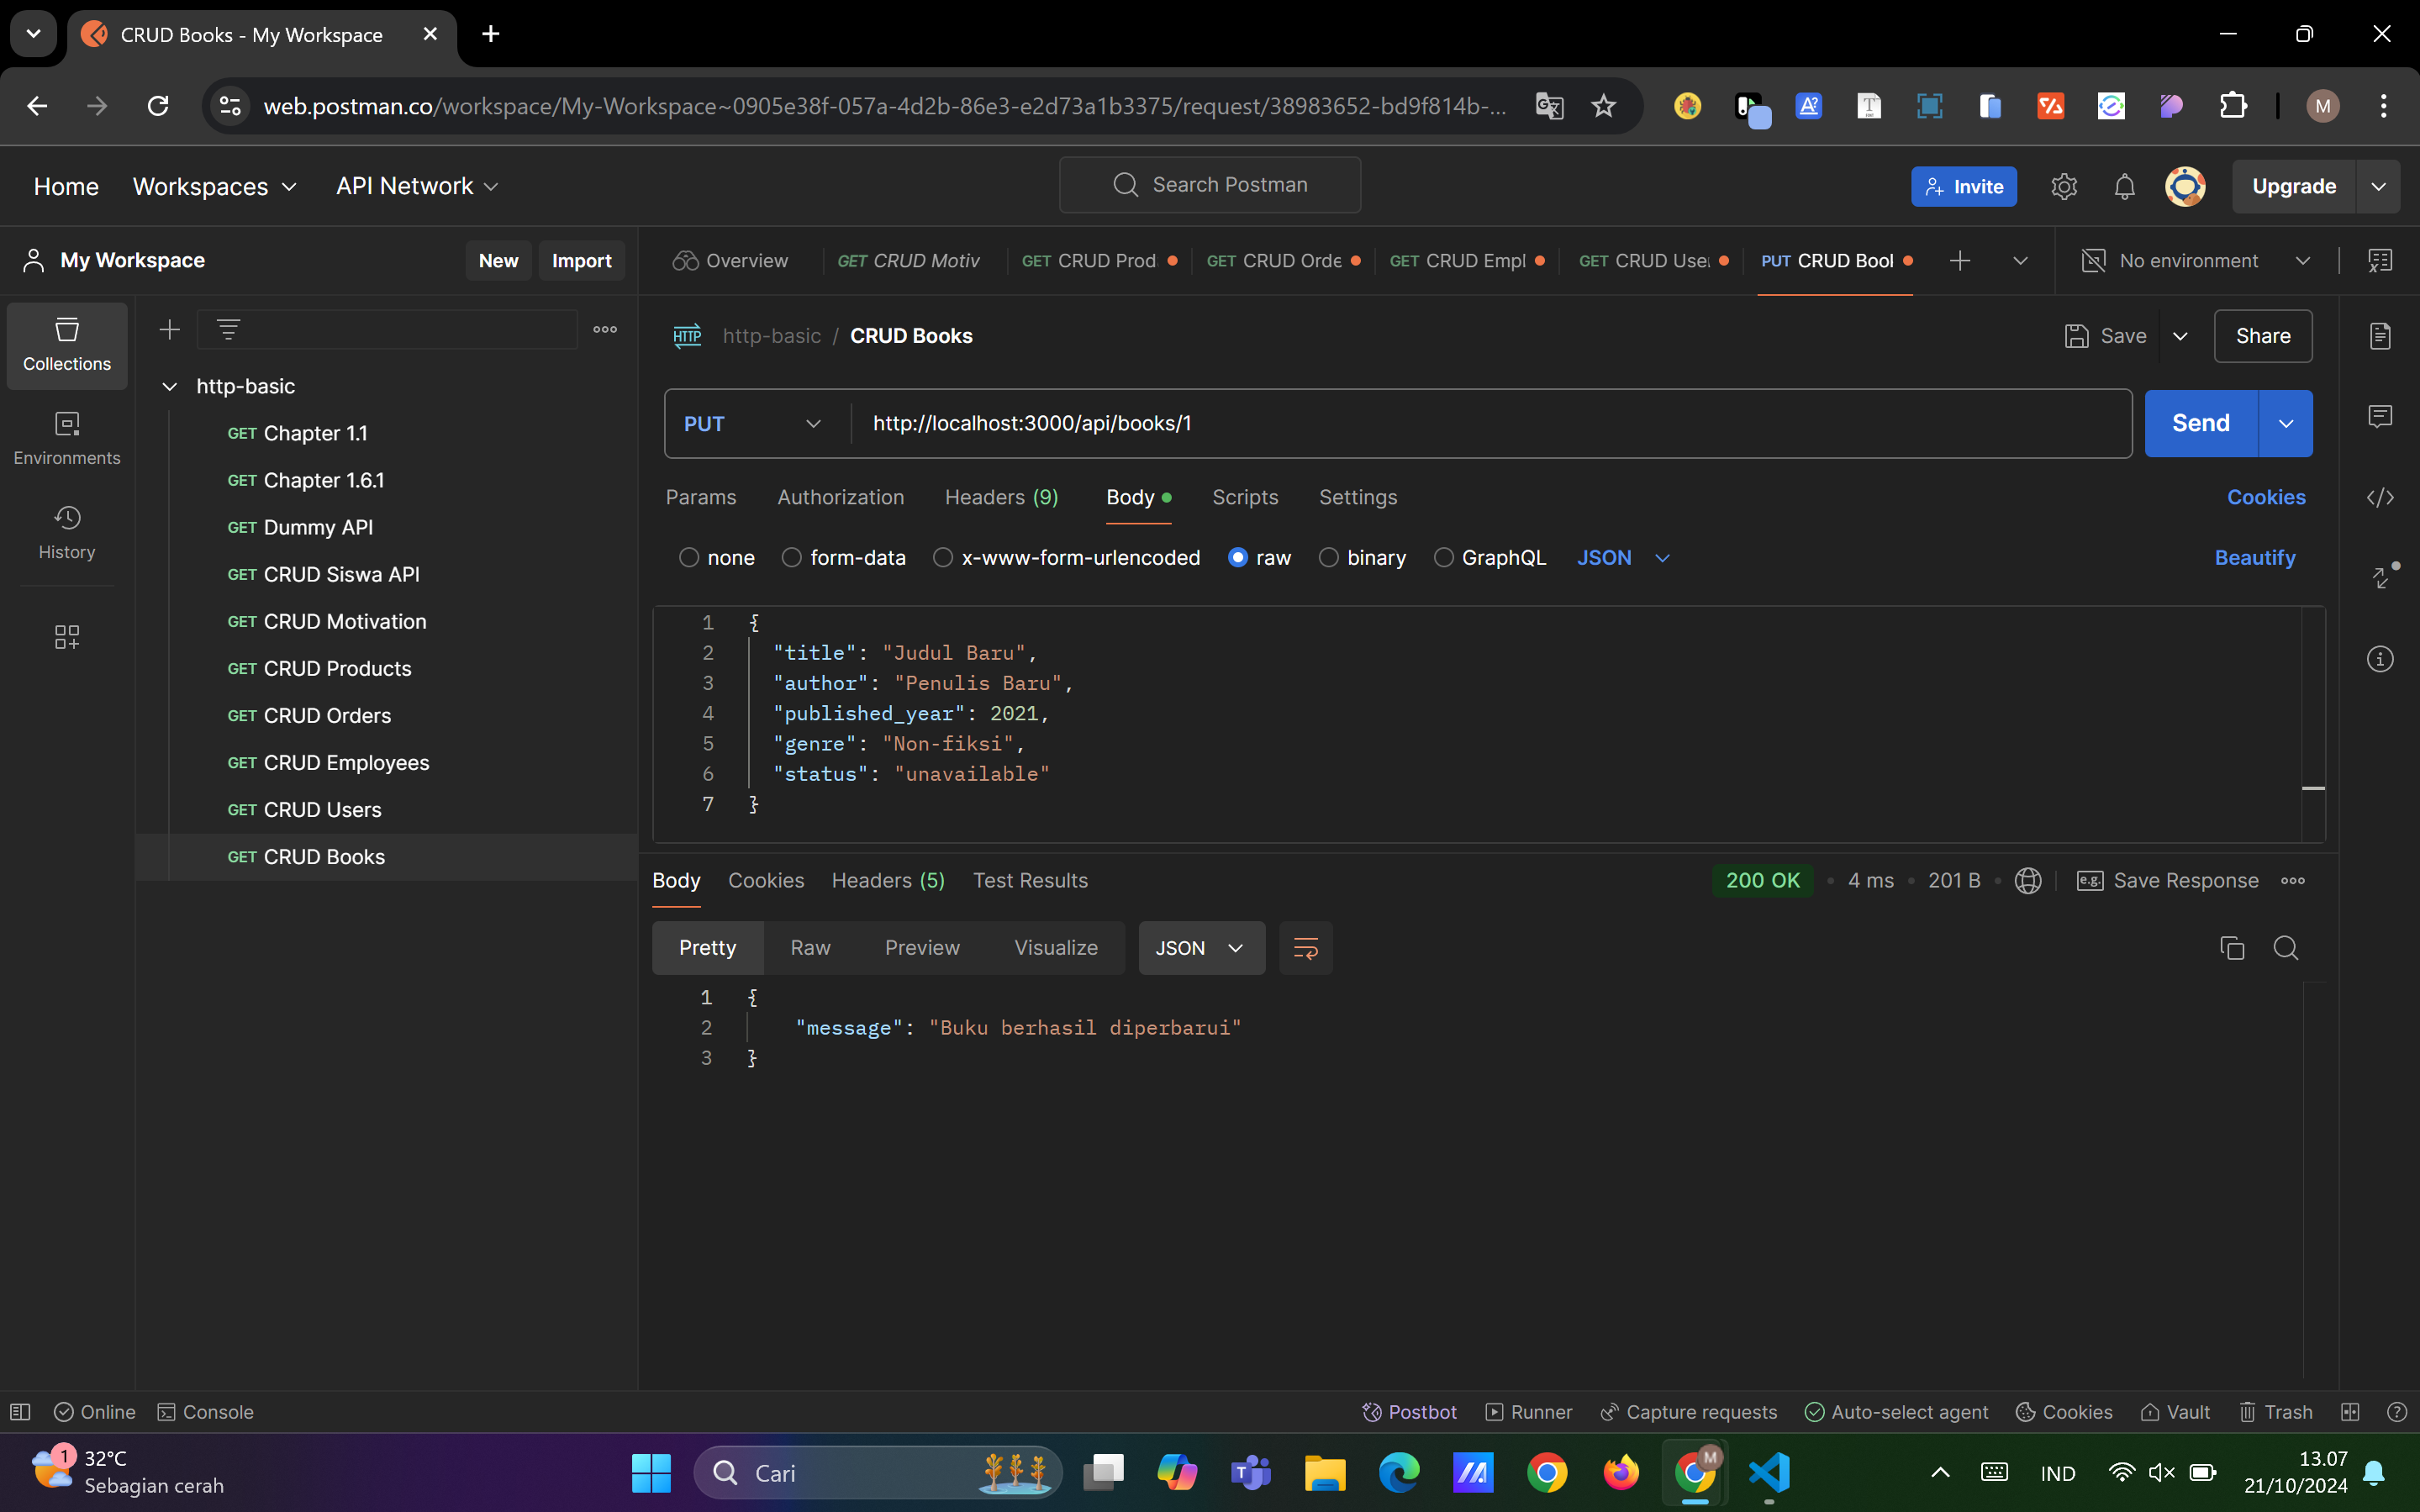 CRUD Books - My Workspace
web.postman.co/workspace/My-Workspace~0905e38f-057a-4d2b-86e3-e2d73a1b3375/request/38983652-bd9f814b-...
M
Home Workspaces API Network Search Postman Invite Upgrade
My Workspace New Import
Overview GET CRUD Motiv GET CRUD Prod GET CRUD Orde GET CRUD Empl GET CRUD Use PUT CRUD Bool No environment
Collections
Environments
History
http-basic
GET Chapter 1.1
GET Chapter 1.6.1
GET Dummy API
GET CRUD Siswa API
GET CRUD Motivation
GET CRUD Products
GET CRUD Orders
GET CRUD Employees
GET CRUD Users
GET CRUD Books
HTTP http-basic / CRUD Books Save Share
PUT http://localhost:3000/api/books/1 Send
Params Authorization Headers (9) Body Scripts Settings Cookies
none form-data x-www-form-urlencoded raw binary GraphQL JSON Beautify
1 {
2 "title": "Judul Baru",
3 "author": "Penulis Baru",
4 "published_year": 2021,
5 "genre": "Non-fiksi",
6 "status": "unavailable"
7 }
Body Cookies Headers (5) Test Results 200 OK • 4 ms • 201 B • e.g. Save Response
Pretty Raw Preview Visualize JSON
1 {
2 "message": "Buku berhasil diperbarui"
3 }
Online Console Postbot Runner Capture requests Auto-select agent Cookies Vault Trash
1 32°C
Sebagian cerah
Cari
M
IND
13.07
21/10/2024